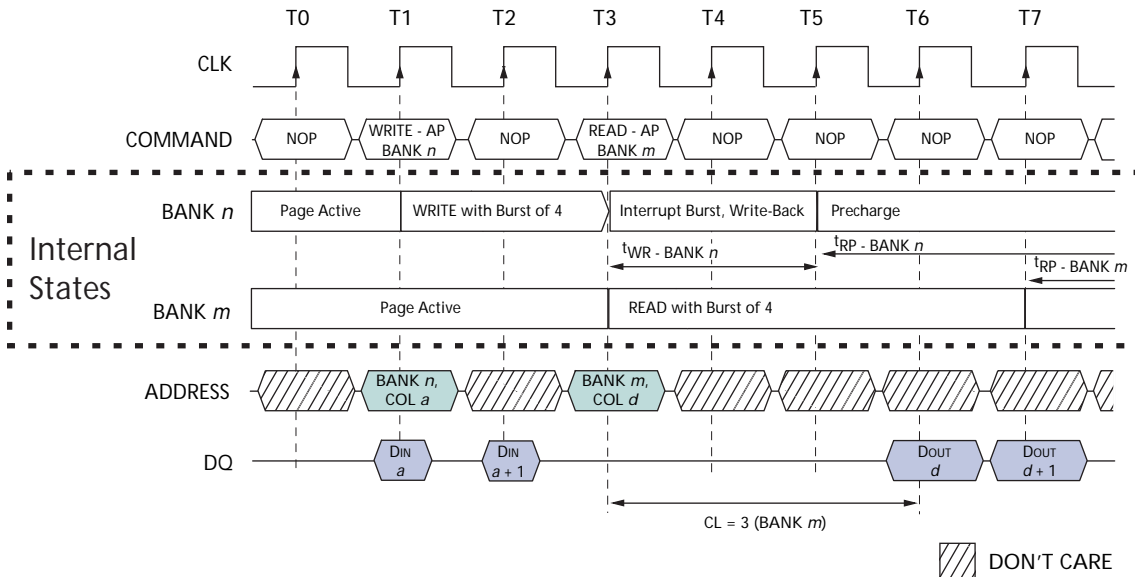 T0 T1 T2 T3 T4 T5 T6 T7
CLK
COMMAND NOP WRITE - AP BANK n NOP READ - AP BANK m NOP NOP NOP NOP
Internal States
BANK n Page Active WRITE with Burst of 4 Interrupt Burst, Write-Back Precharge
tWR - BANK n tRP - BANK n
tRP - BANK m
BANK m Page Active READ with Burst of 4
ADDRESS BANK n, COL a BANK m, COL d
DQ DIN a DIN a + 1 DOUT d DOUT d + 1
CL = 3 (BANK m)
DON'T CARE